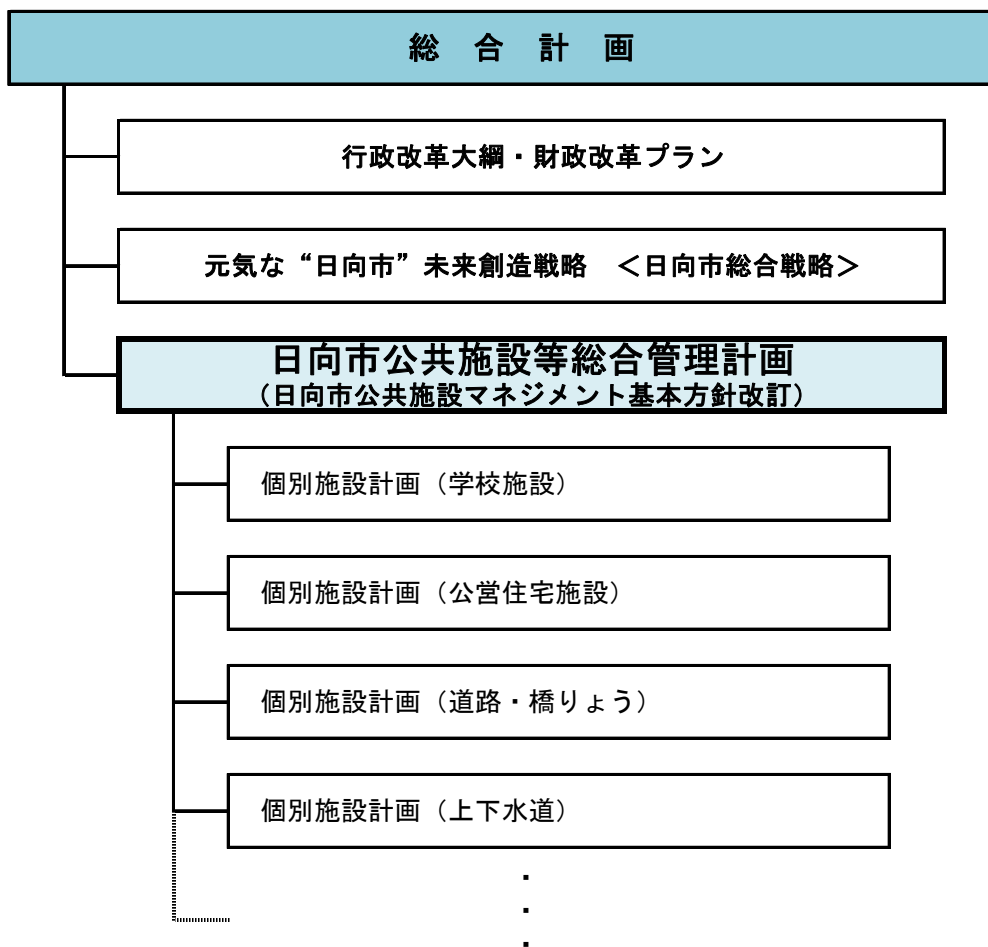 総　合　計　画
行政改革大綱・財政改革プラン
元気な“日向市”未来創造戦略　＜日向市総合戦略＞
日向市公共施設等総合管理計画
（日向市公共施設マネジメント基本方針改訂）
個別施設計画（学校施設）
個別施設計画（公営住宅施設）
個別施設計画（道路・橋りょう）
個別施設計画（上下水道）
・
・
・